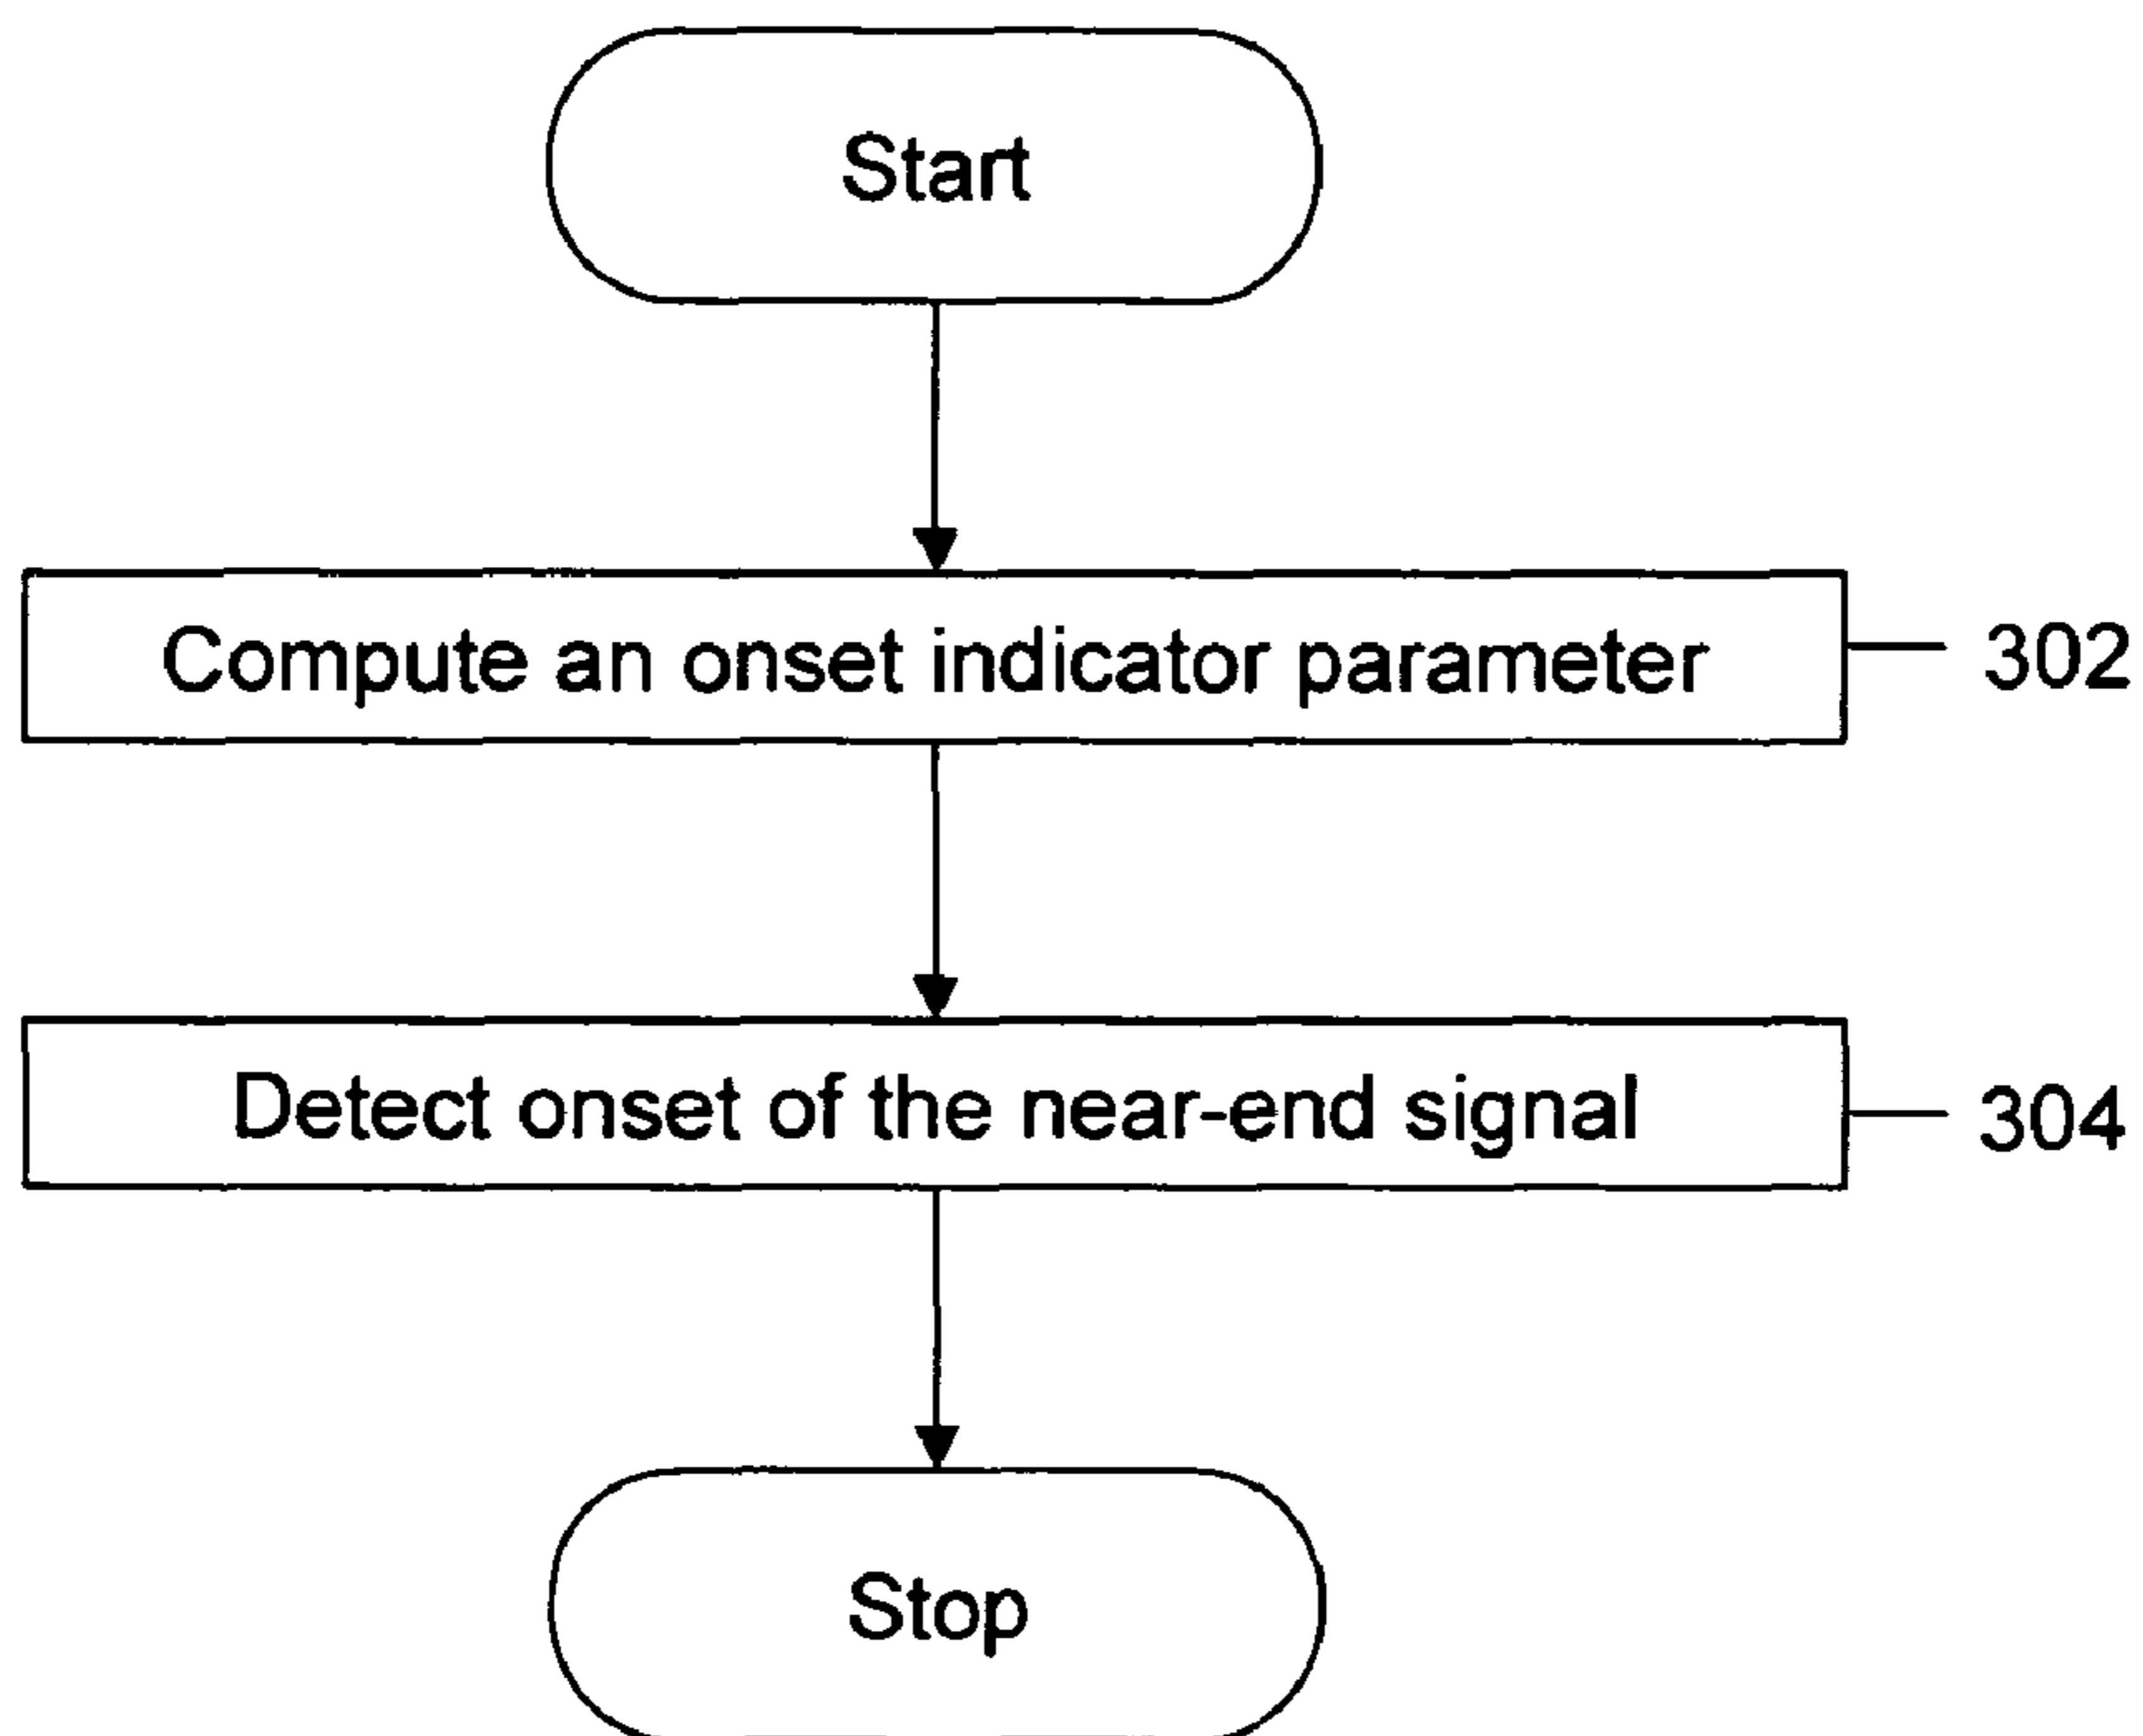 Start
Compute an onset indicator parameter
302
Detect onset of the near-end signal
304
Stop